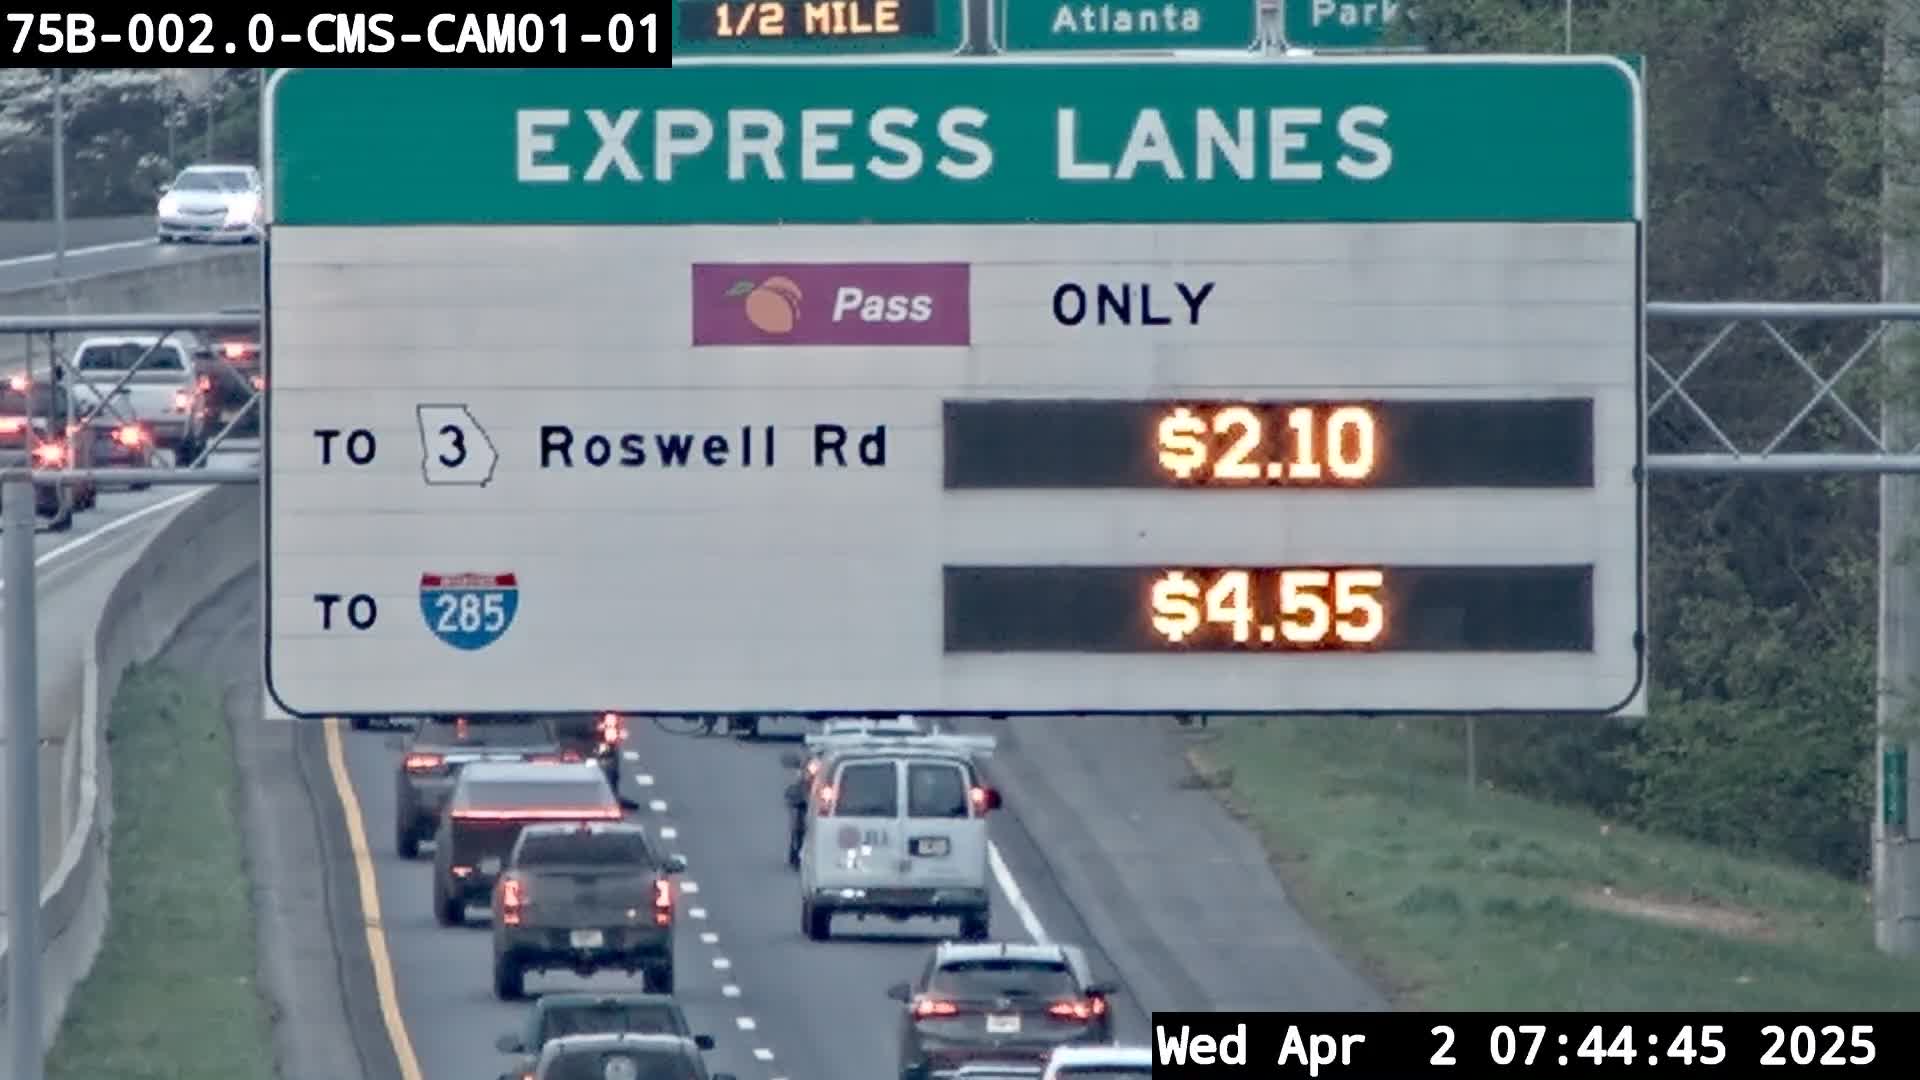 75B-002.0-CMS-CAM01-01
1/2 MILE
Atlanta
Park
EXPRESS LANES
Pass ONLY
TO 3 Roswell Rd $2.10
TO 285 $4.55
Wed Apr 2 07:44:45 2025